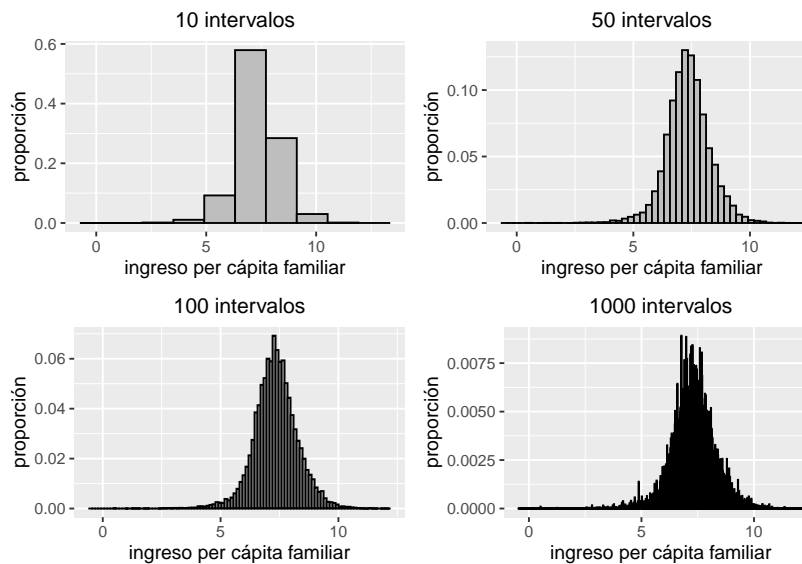 10 intervalos
proporción
0.6
0.4
0.2
0.0
0 5 10
ingreso per cápita familiar
50 intervalos
proporción
0.10
0.05
0.00
0 5 10
ingreso per cápita familiar
100 intervalos
proporción
0.06
0.04
0.02
0.00
0 5 10
ingreso per cápita familiar
1000 intervalos
proporción
0.0075
0.0050
0.0025
0.0000
0 5 10
ingreso per cápita familiar